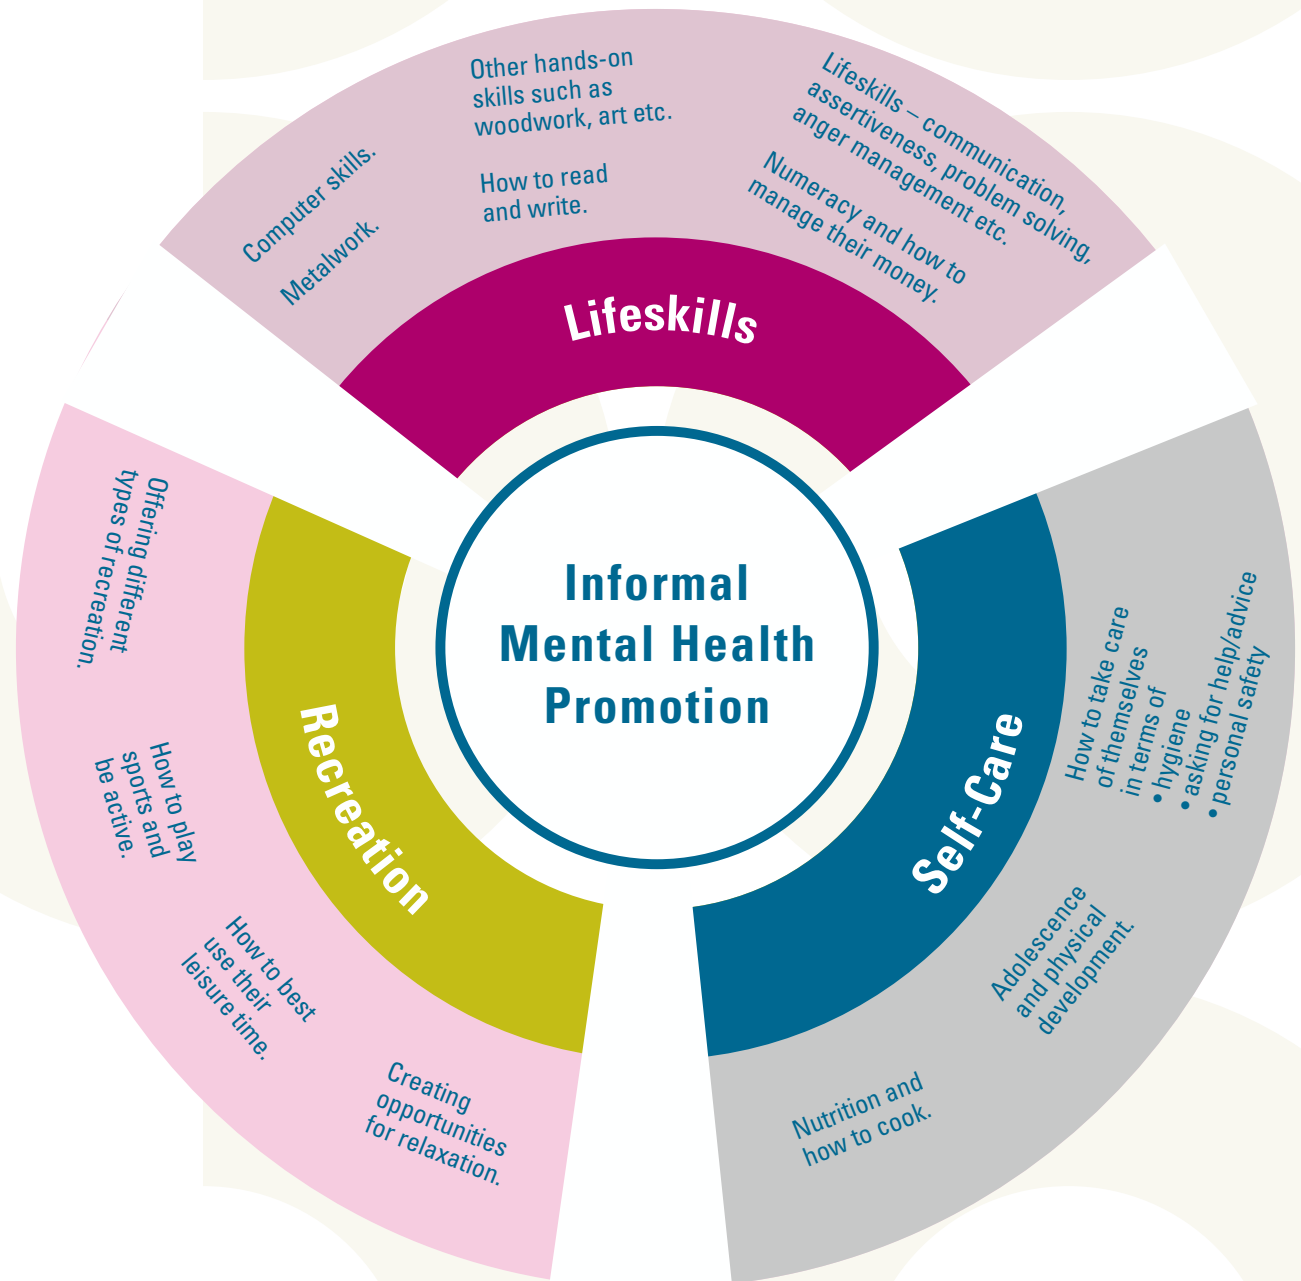 Computer skills.
Metalwork.
Other hands-on
skills such as
woodwork, art etc.
How to read
and write.
Lifeskills – communication,
assertiveness, problem solving,
anger management etc.
Numeracy and how to
manage their money.
Lifeskills
Informal
Mental Health
Promotion
Self-Care
How to take care
of themselves
in terms of
• hygiene
• asking for help/advice
• personal safety
Adolescence
and physical
development.
Nutrition and
how to cook.
Recreation
Offering different
types of recreation.
How to play
sports and
be active.
How to best
use their
leisure time.
Creating
opportunities
for relaxation.